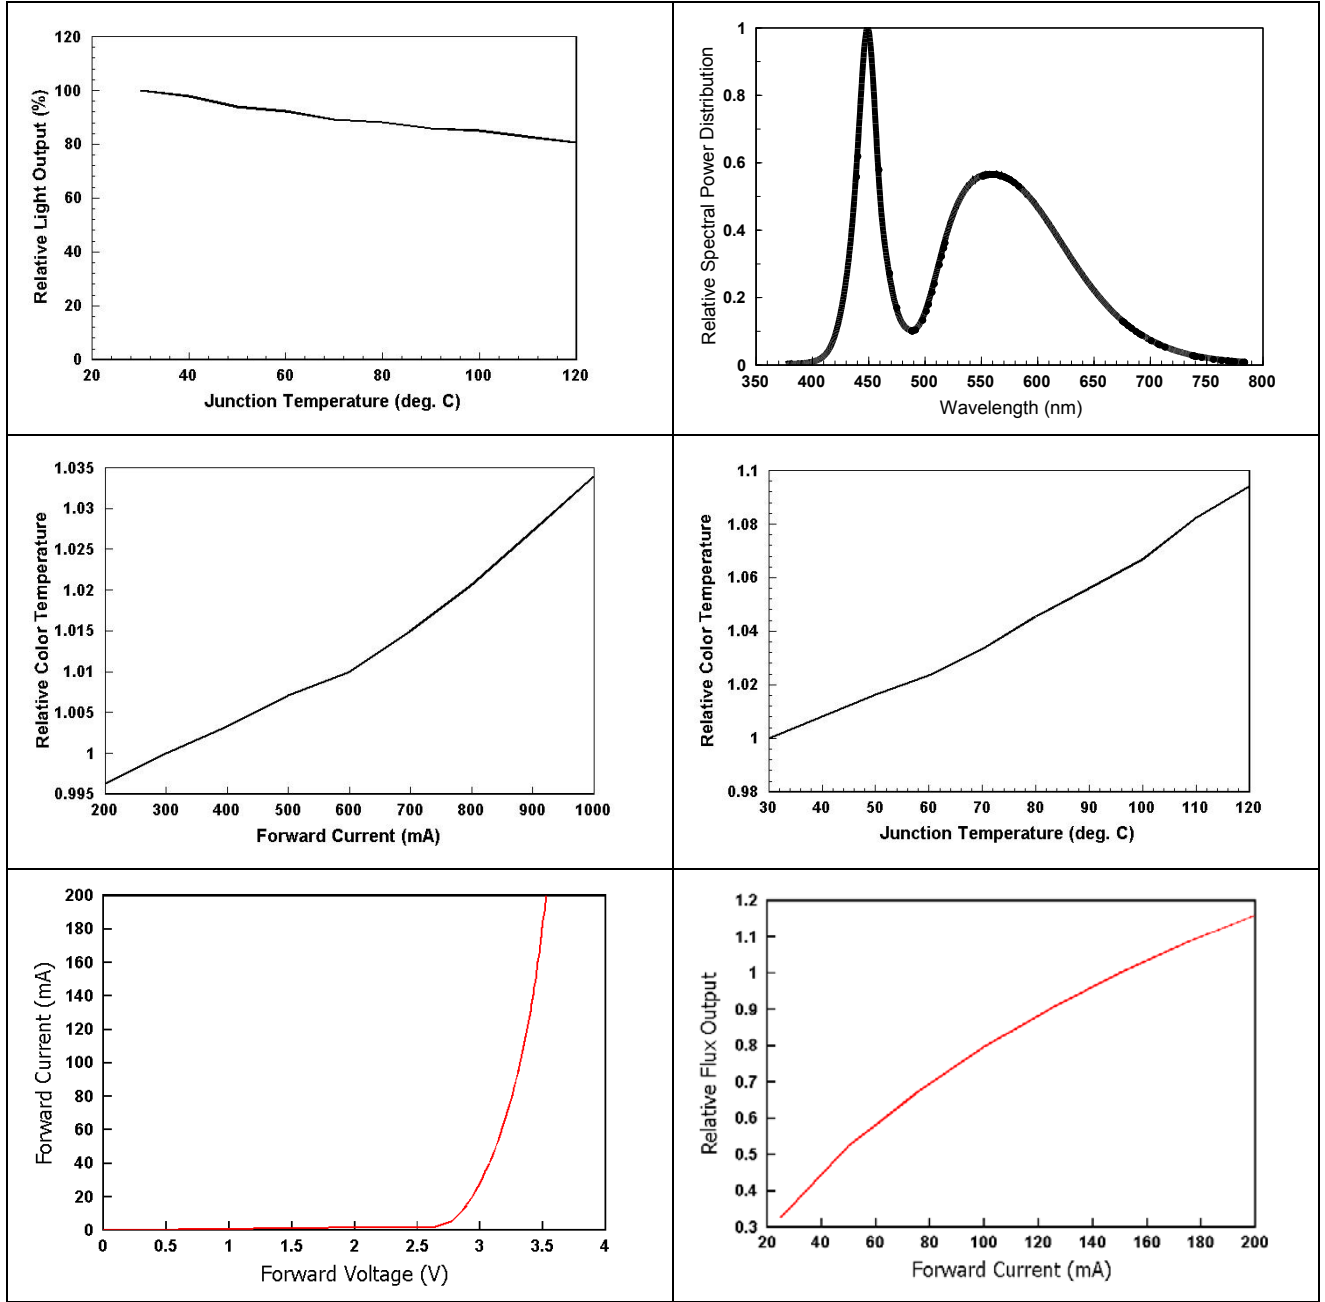 120
100
80
60
40
20
0
20 40 60 80 100 120
Relative Light Output (%)
Junction Temperature (deg. C)
1
0.8
0.6
0.4
0.2
0
350 400 450 500 550 600 650 700 750 800
Relative Spectral Power Distribution
Wavelength (nm)
1.035
1.03
1.025
1.02
1.015
1.01
1.005
1
0.995
200 300 400 500 600 700 800 900 1000
Relative Color Temperature
Forward Current (mA)
1.1
1.08
1.06
1.04
1.02
1
0.98
30 40 50 60 70 80 90 100 110 120
Relative Color Temperature
Junction Temperature (deg. C)
200
180
160
140
120
100
80
60
40
20
0
0 0.5 1 1.5 2 2.5 3 3.5 4
Forward Current (mA)
Forward Voltage (V)
1.2
1.1
1
0.9
0.8
0.7
0.6
0.5
0.4
0.3
20 40 60 80 100 120 140 160 180 200
Relative Flux Output
Forward Current (mA)